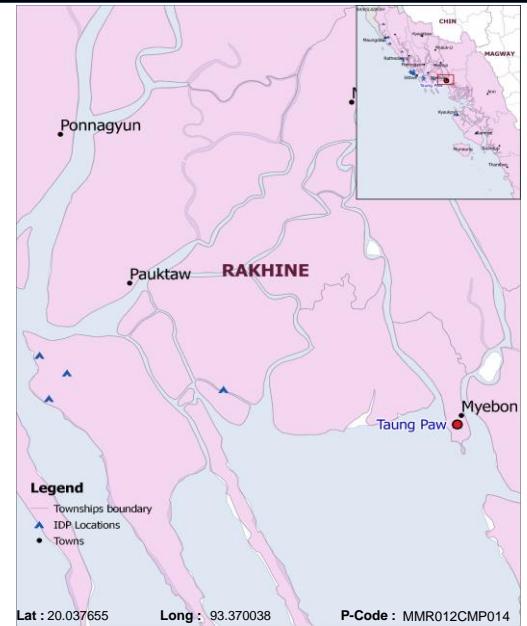 CHIN
MAGWAY
Ponnagyun
Pauktaw
RAKHINE
Myebon
Taung Paw
Legend
Townships boundary
IDP Locations
Towns
Lat : 20.037655 Long : 93.370038 P-Code : MMR012CMP014